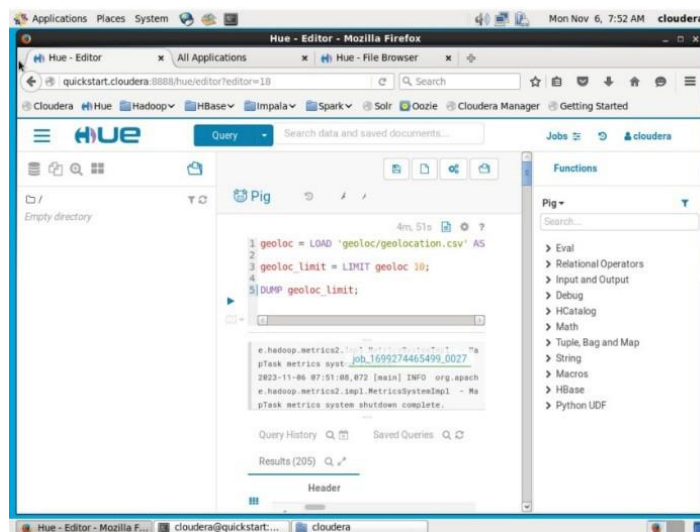 Applications Places System Mon Nov 6, 7:52 AM cloudera
Hue - Editor - Mozilla Firefox
Hue - Editor × All Applications × Hue - File Browser ×
quickstart.cloudera:8888/hue/editor?editor=18 Search
Cloudera Hue Hadoop HBase Impala Spark Solr Oozie Cloudera Manager Getting Started
HUE Query Search data and saved documents... Jobs cloudera
Functions
/
Empty directory
Pig
Pig
Search...
4m, 51s ?
1 geoloc = LOAD 'geoloc/geolocation.csv' AS
2
3 geoloc_limit = LIMIT geoloc 10;
4
5 DUMP geoloc_limit;
Eval
Relational Operators
Input and Output
Debug
HCatalog
Math
Tuple, Bag and Map
String
Macros
HBase
Python UDF
job_1699274465499_0027
pTask metrics syst
2023-11-06 07:51:08,072 [main] INFO org.apach
e.hadoop.metrics2.impl.MetricsSystemImpl - Ma
pTask metrics system shutdown complete.
Query History Saved Queries
Results (205)
Header
Hue - Editor - Mozilla F... cloudera@quickstart:... cloudera